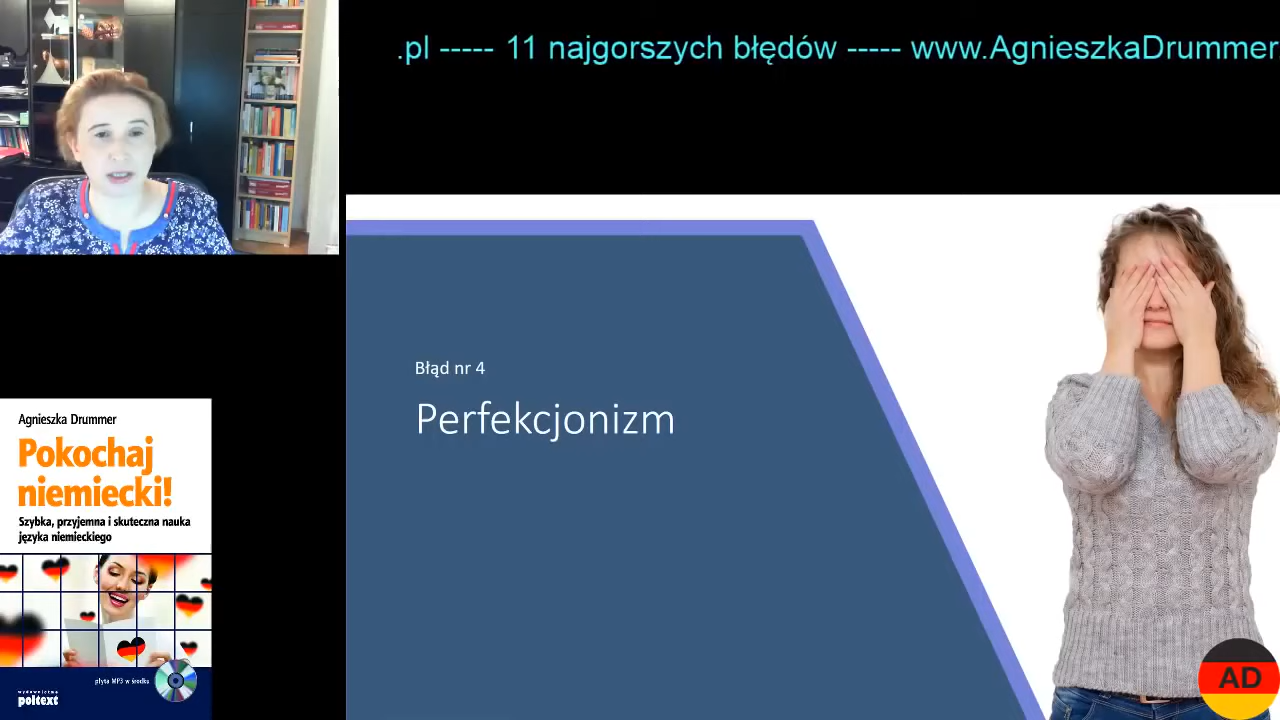 .pl ----- 11 najgorszych błędów ----- www.AgnieszkaDrummer.
Błąd nr 4
Perfekcjonizm
Agnieszka Drummer
Pokochaj
niemiecki!
Szybka, przyjemna i skuteczna nauka
języka niemieckiego
płyta MP3 w środku
wydawnictwo
poltext
AD